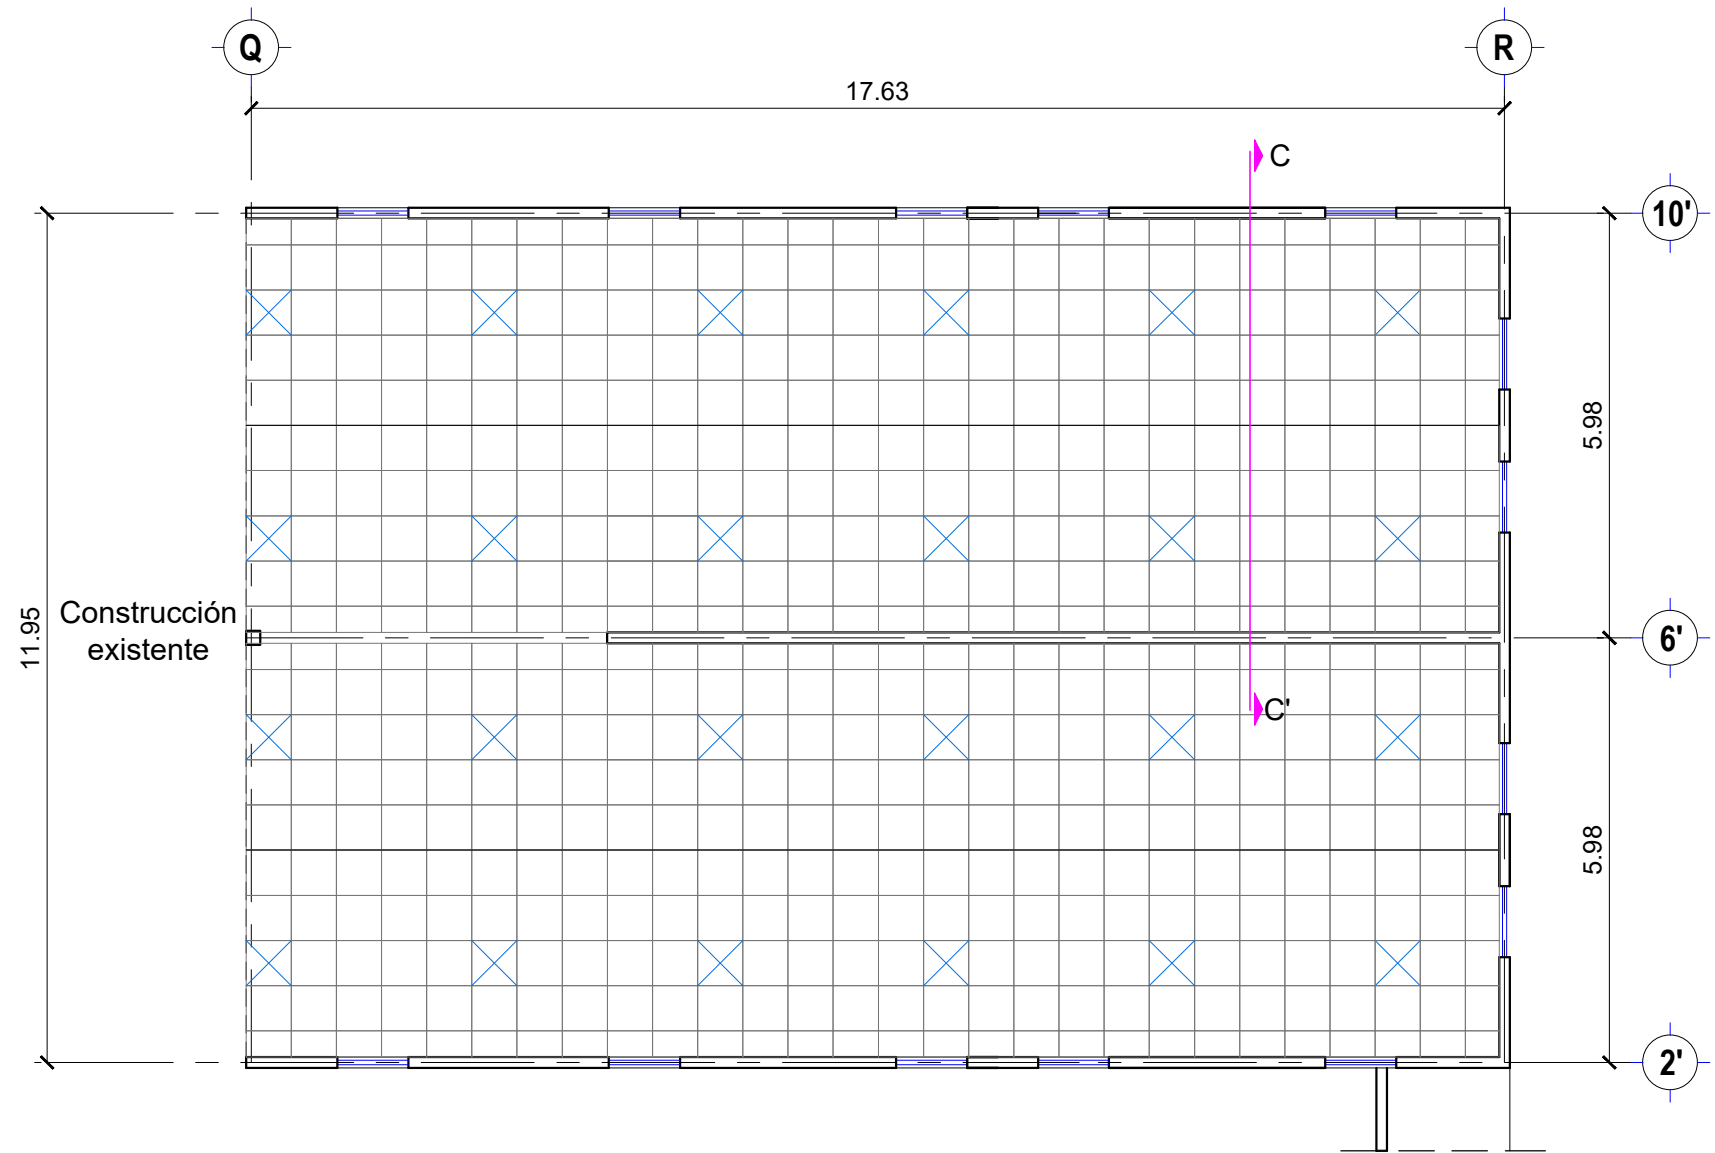 Q
R
17.63
C
10'
5.98
Construcción
existente
11.95
6'
C'
5.98
2'